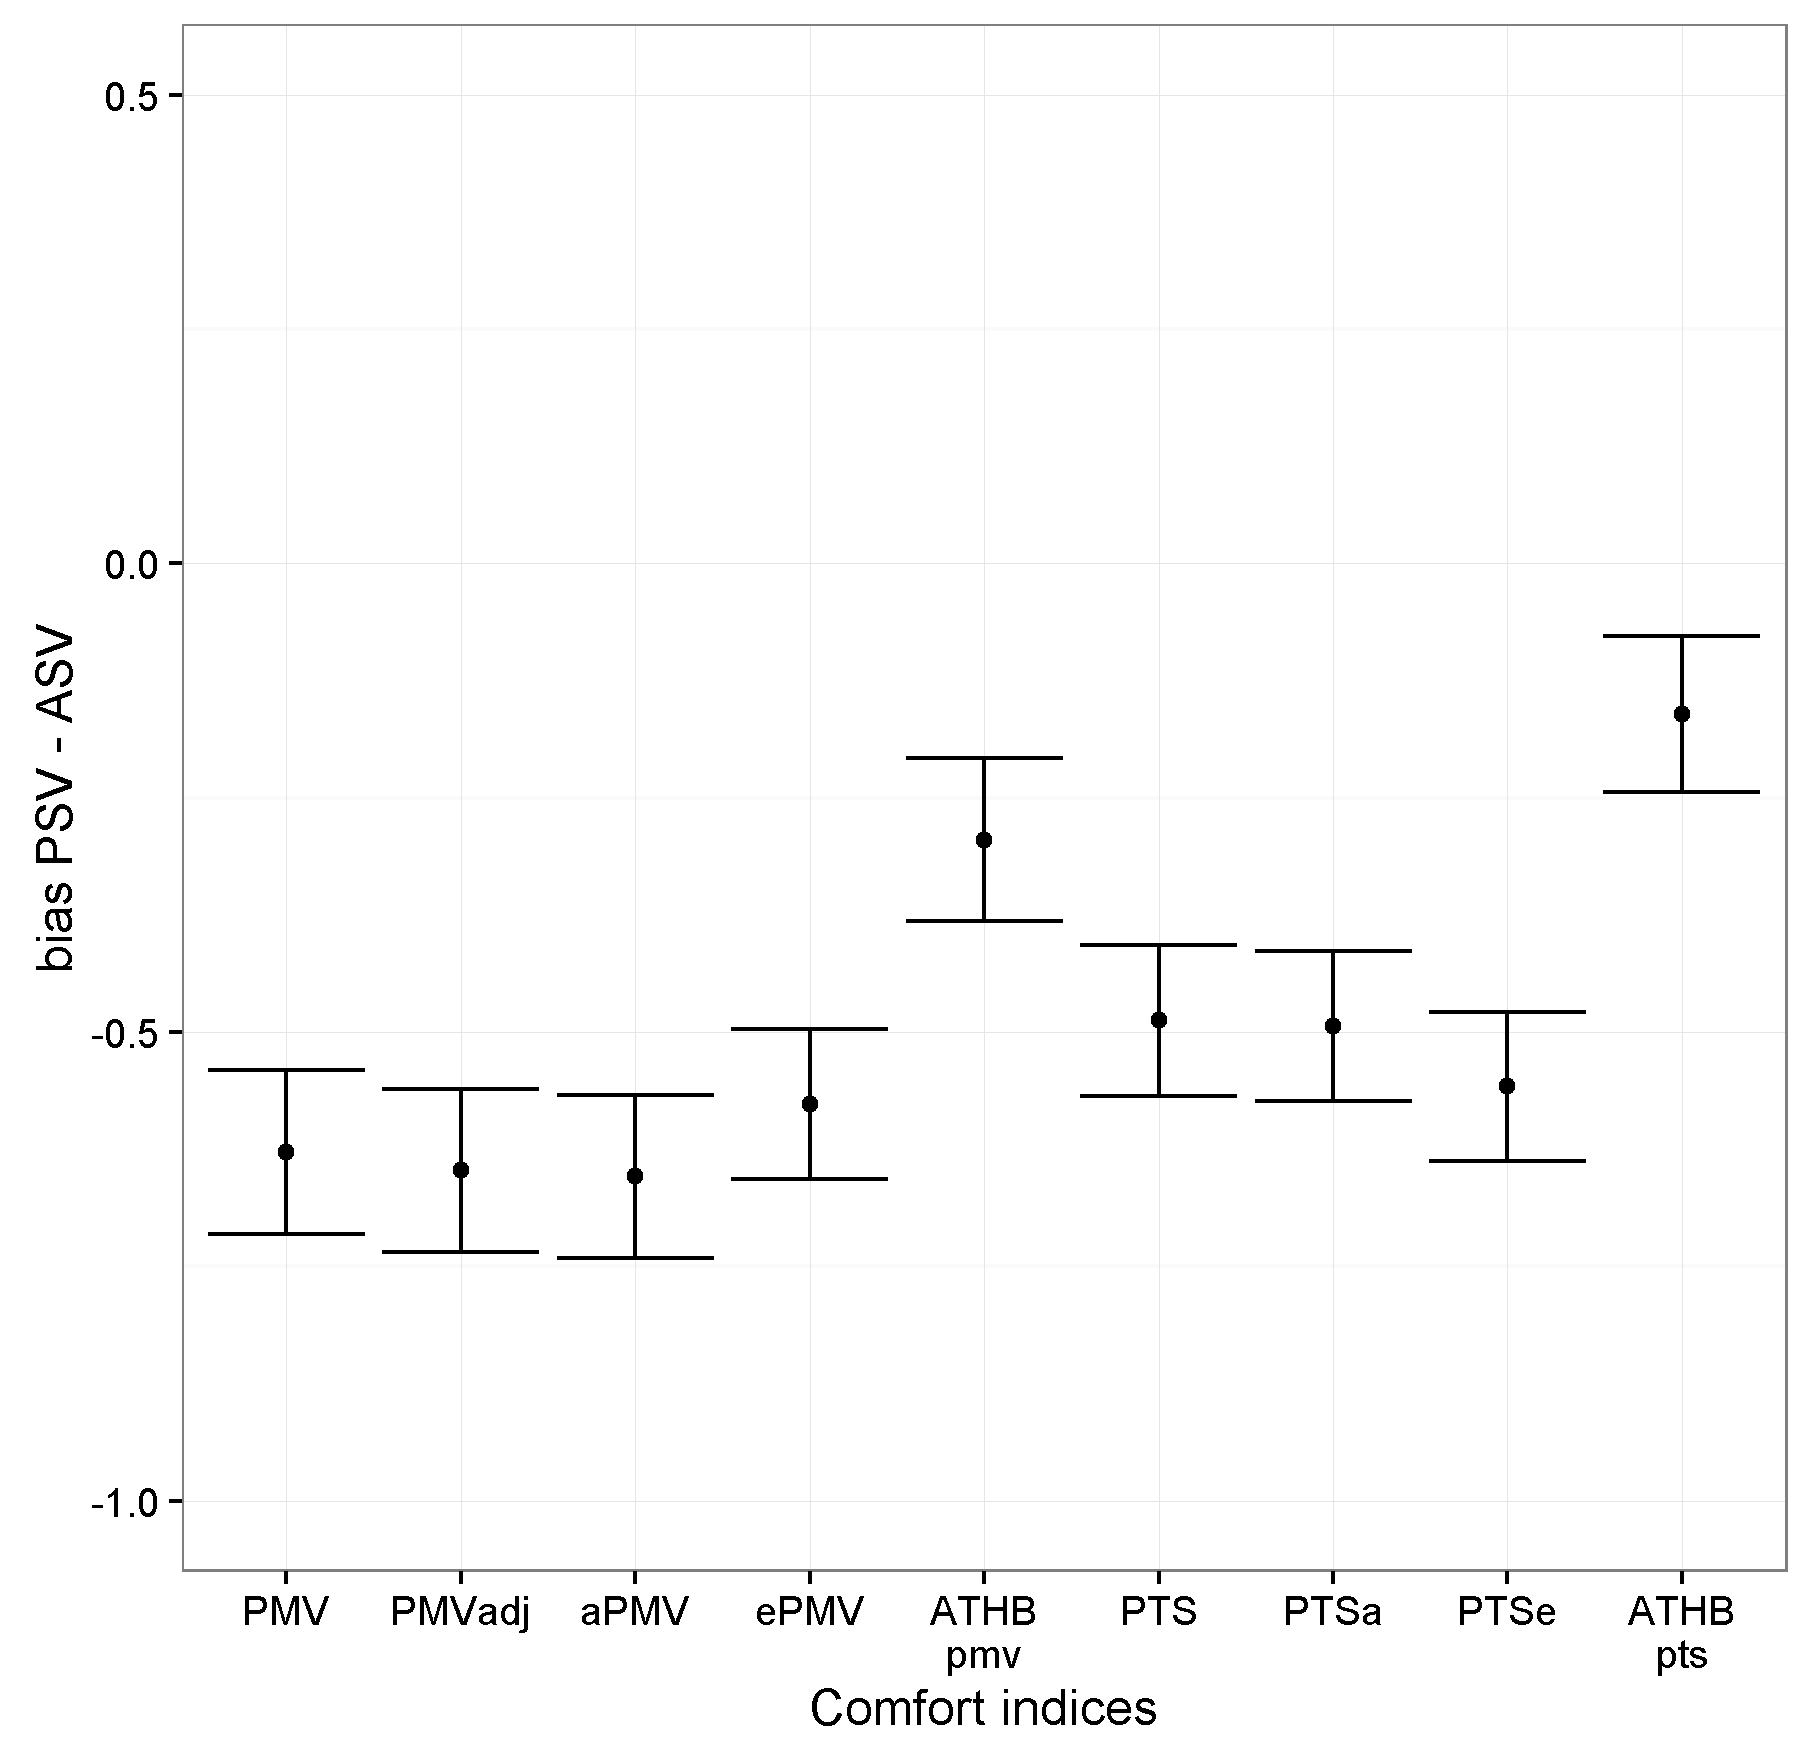 bias PSV - ASV
0.5
0.0
-0.5
-1.0
PMV PMVadj aPMV ePMV ATHB PTS PTSa PTSe ATHB
pmv pts
Comfort indices